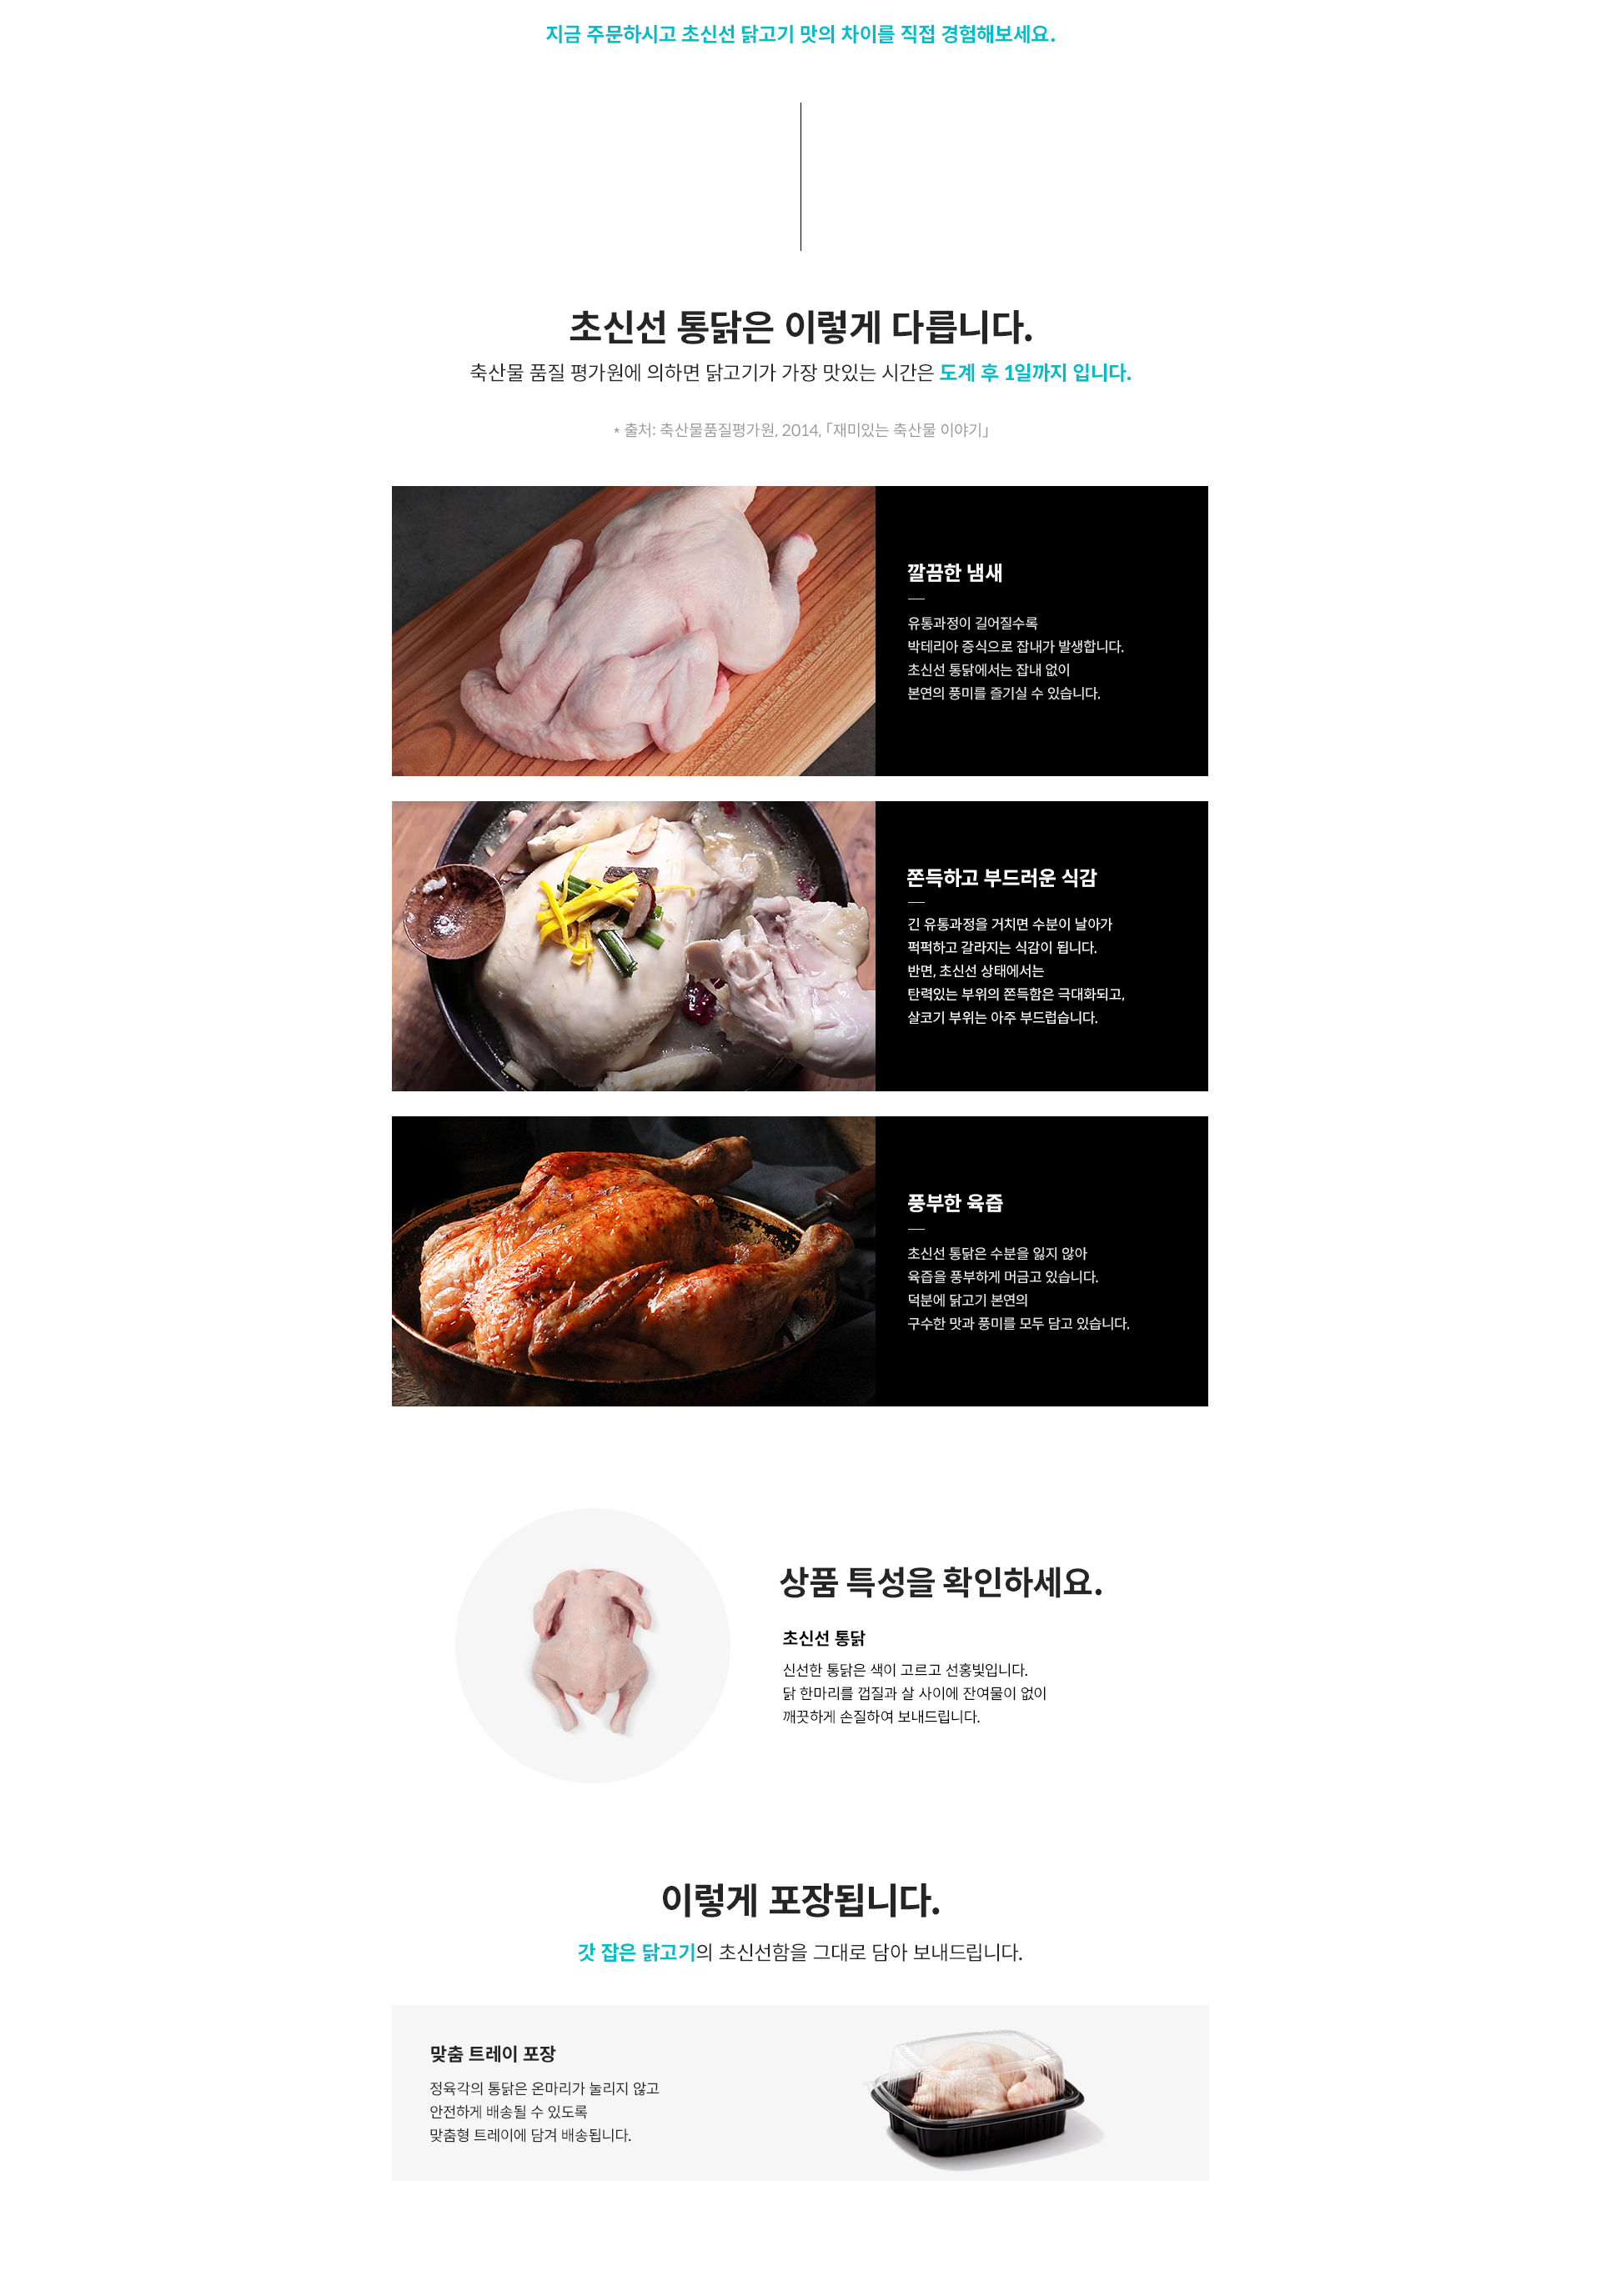 지금 주문하시고 초신선 닭고기 맛의 차이를 직접 경험해보세요.
초신선 통닭은 이렇게 다릅니다.
축산물 품질 평가원에 의하면 닭고기가 가장 맛있는 시간은 도계 후 1일까지 입니다.
* 출처: 축산물품질평가원, 2014, 「재미있는 축산물 이야기」
깔끔한 냄새
유통과정이 길어질수록
박테리아 증식으로 잡내가 발생합니다.
초신선 통닭에서는 잡내 없이
본연의 풍미를 즐기실 수 있습니다.
쫀득하고 부드러운 식감
긴 유통과정을 거치면 수분이 날아가
퍽퍽하고 갈라지는 식감이 됩니다.
반면, 초신선 상태에서는
탄력있는 부위의 쫀득함은 극대화되고,
살코기 부위는 아주 부드럽습니다.
풍부한 육즙
초신선 통닭은 수분을 잃지 않아
육즙을 풍부하게 머금고 있습니다.
덕분에 닭고기 본연의
구수한 맛과 풍미를 모두 담고 있습니다.
상품 특성을 확인하세요.
초신선 통닭
신선한 통닭은 색이 고르고 선홍빛입니다.
닭 한마리를 껍질과 살 사이에 잔여물이 없이
깨끗하게 손질하여 보내드립니다.
이렇게 포장됩니다.
갓 잡은 닭고기의 초신선함을 그대로 담아 보내드립니다.
맞춤 트레이 포장
정육각의 통닭은 온마리가 눌리지 않고
안전하게 배송될 수 있도록
맞춤형 트레이에 담겨 배송됩니다.